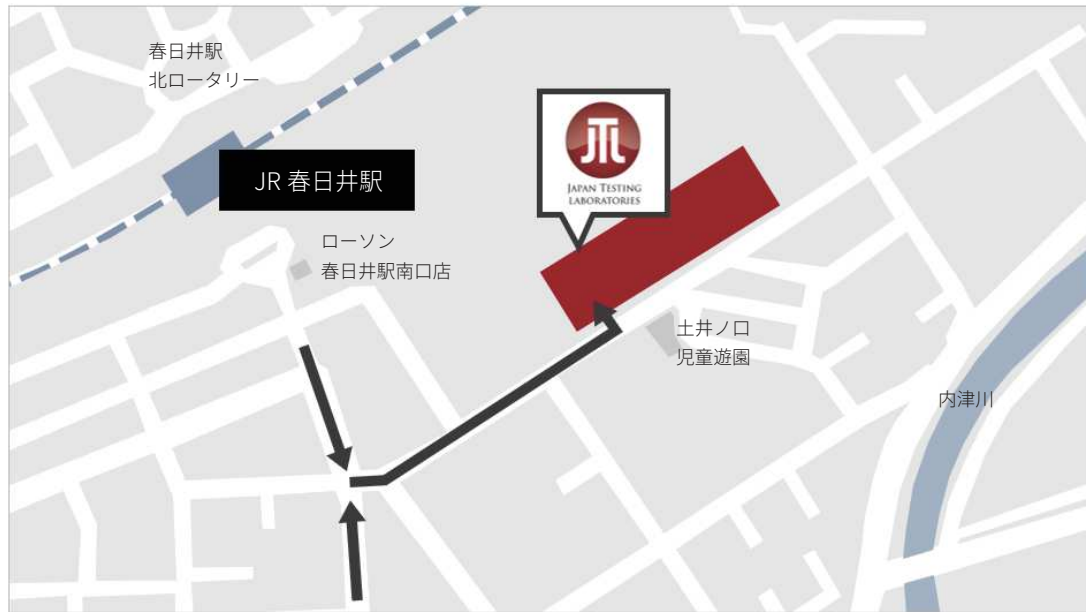 春日井駅
北ロータリー
JR 春日井駅
JTL
JAPAN TESTING
LABORATORIES
ローソン
春日井駅南口店
土井ノ口
児童遊園
内津川